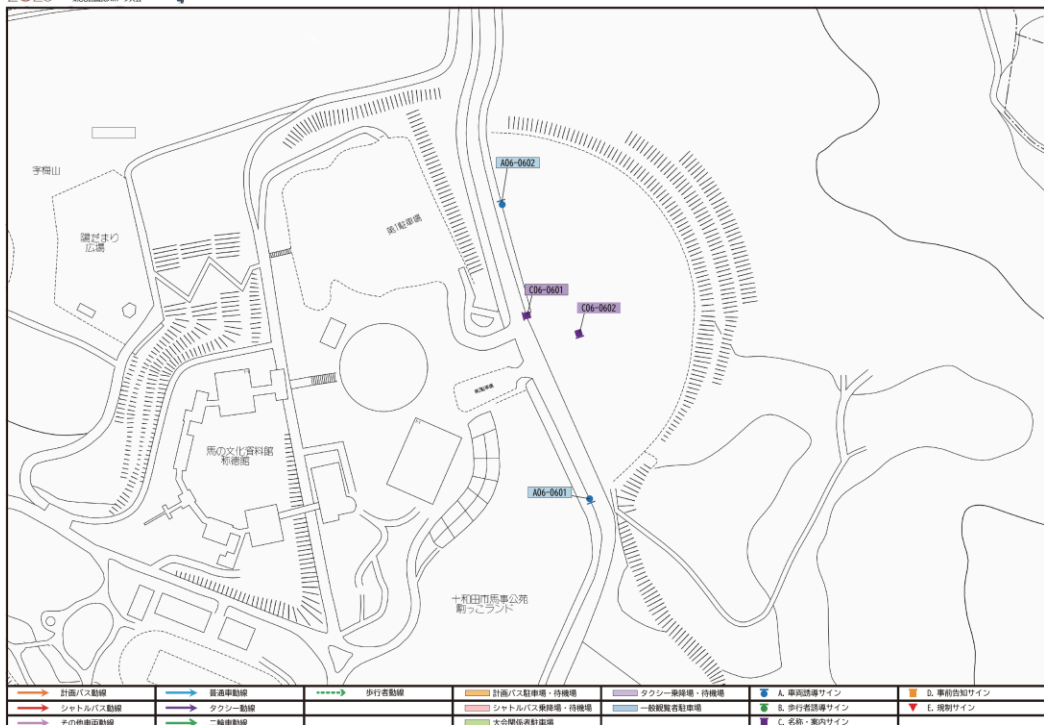 字梅山
陽だまり
広場
第1駐車場
A06-0602
C06-0601
C06-0602
馬の文化資料館
称徳館
A06-0601
十和田市馬事公苑
駒っこランド
計画バス動線
普通車動線
歩行者動線
計画バス駐車場・待機場
タクシー乗降場・待機場
A. 車両誘導サイン
D. 事前告知サイン
シャトルバス動線
タクシー動線
シャトルバス乗降場・待機場
一般観覧者駐車場
B. 歩行者誘導サイン
E. 規制サイン
その他車両動線
二輪車動線
大会関係者駐車場
C. 名称・案内サイン